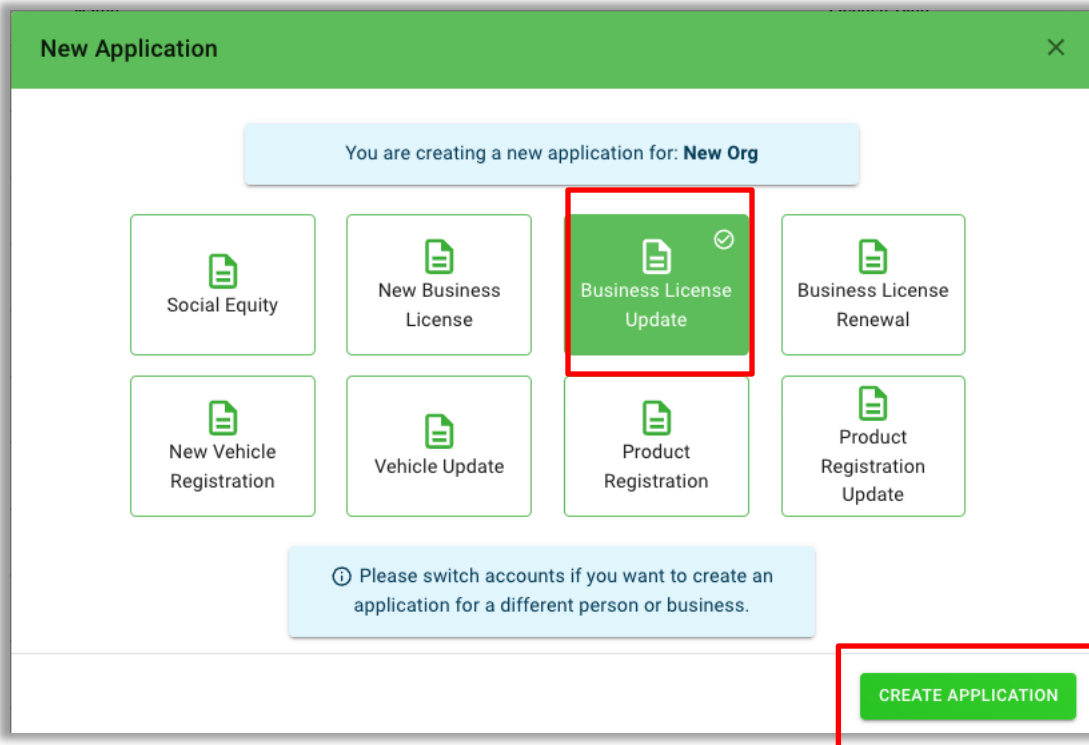 New Application
You are creating a new application for: New Org
Social Equity
New Business
License
Business License
Update
Business License
Renewal
New Vehicle
Registration
Vehicle Update
Product
Registration
Product
Registration
Update
Please switch accounts if you want to create an
application for a different person or business.
CREATE APPLICATION